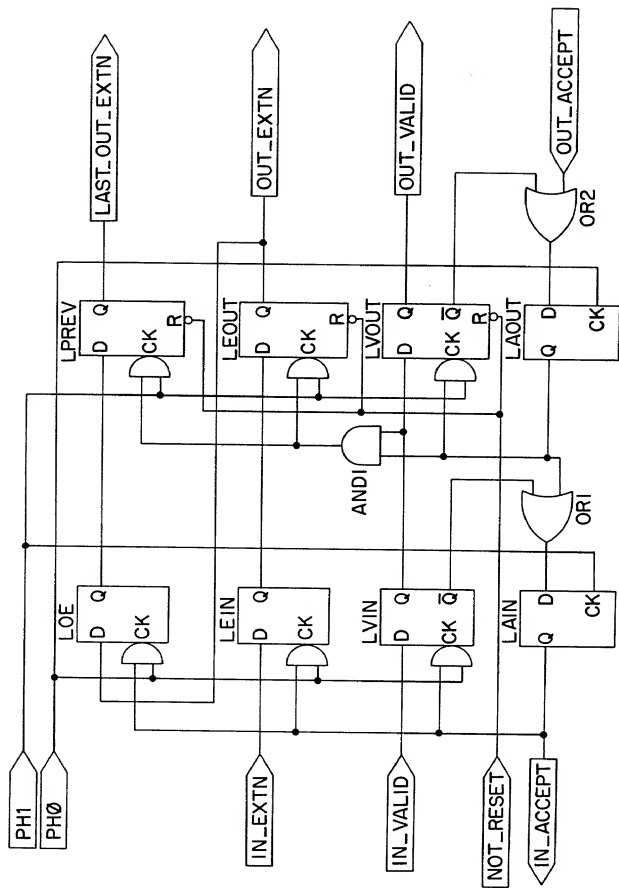 PH1
PHØ
IN_EXTN
IN_VALID
NOT_RESET
IN_ACCEPT
LOE
D Q
CK
LEIN
D Q
CK
LVIN
D Q
CK Q̅
LAIN
Q D
CK
OR1
AND1
LPREV
D Q
CK
R
LEOUT
D Q
CK
R
LVOUT
D Q
CK Q̅
R
LAOUT
Q D
CK
OR2
LAST_OUT_EXTN
OUT_EXTN
OUT_VALID
OUT_ACCEPT